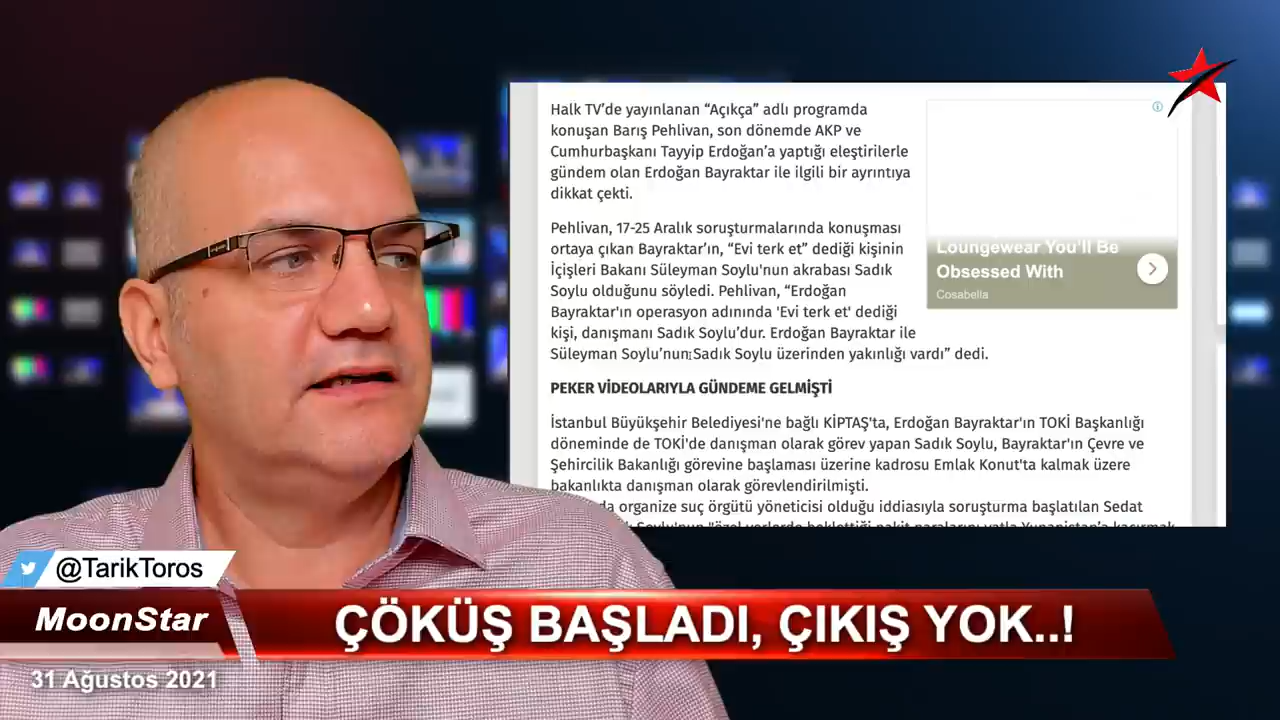 Halk TV’de yayınlanan “Açıkça” adlı programda
konuşan Barış Pehlivan, son dönemde AKP ve
Cumhurbaşkanı Tayyip Erdoğan’a yaptığı eleştirilerle
gündem olan Erdoğan Bayraktar ile ilgili bir ayrıntıya
dikkat çekti.
Pehlivan, 17-25 Aralık soruşturmalarında konuşması
ortaya çıkan Bayraktar’ın, “Evi terk et” dediği kişinin
İçişleri Bakanı Süleyman Soylu'nun akrabası Sadık
Soylu olduğunu söyledi. Pehlivan, “Erdoğan
Bayraktar'ın operasyon adınında 'Evi terk et' dediği
kişi, danışmanı Sadık Soylu’dur. Erdoğan Bayraktar ile
Süleyman Soylu’nun Sadık Soylu üzerinden yakınlığı vardı” dedi.
Loungewear You'll Be
Obsessed With
Cosabella
PEKER VİDEOLARIYLA GÜNDEME GELMİŞTİ
İstanbul Büyükşehir Belediyesi'ne bağlı KİPTAŞ'ta, Erdoğan Bayraktar'ın TOKİ Başkanlığı
döneminde de TOKİ'de danışman olarak görev yapan Sadık Soylu, Bayraktar'ın Çevre ve
Şehircilik Bakanlığı görevine başlaması üzerine kadrosu Emlak Konut'ta kalmak üzere
bakanlıkta danışman olarak görevlendirilmişti.
organize suç örgütü yöneticisi olduğu iddiasıyla soruşturma başlatılan Sedat
@TarikToros
MoonStar
ÇÖKÜŞ BAŞLADI, ÇIKIŞ YOK..!
31 Ağustos 2021